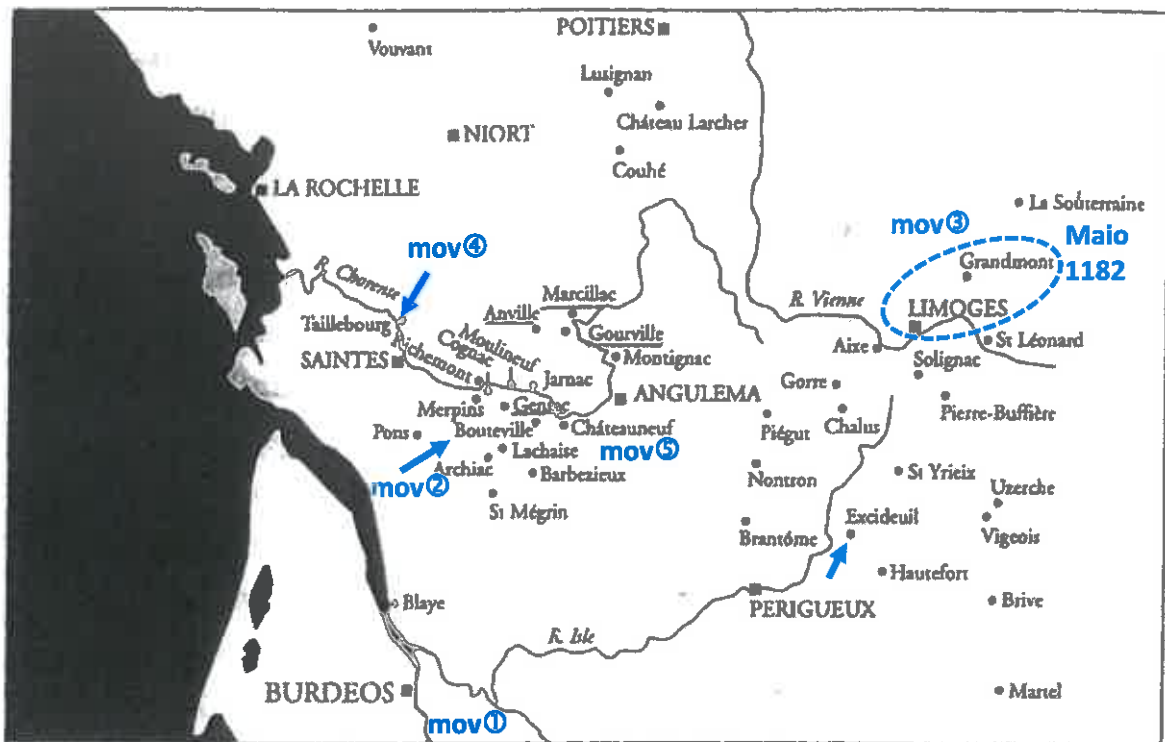 POITIERS
Vouvant
Lusignan
Château Larcher
NIORT
Couhé
LA ROCHELLE
La Soûterraine
mov③
Maio
1182
mov④
Grandmont
R. Charente
Marcillac
R. Vienne
LIMOGES
Anville
Taillebourg
Gourville
St Léonard
Moulineuf
Cognac
Aixe
Richemont
SAINTES
Montignac
Solignac
Jarnac
Gorre
ANGULEMA
Merpins
Gensac
Pierre-Buffière
Chalus
Piégut
Pons
Bouteville
Châteauneuf
mov⑤
Lachaise
Archiac
Barbezieux
Nontron
St Yrieix
mov②
Uzerche
St Mégrin
Excideuil
Vigeois
Brantôme
Hautefort
PERIGUEUX
Blaye
Brive
R. Isle
BURDEOS
Martel
mov①